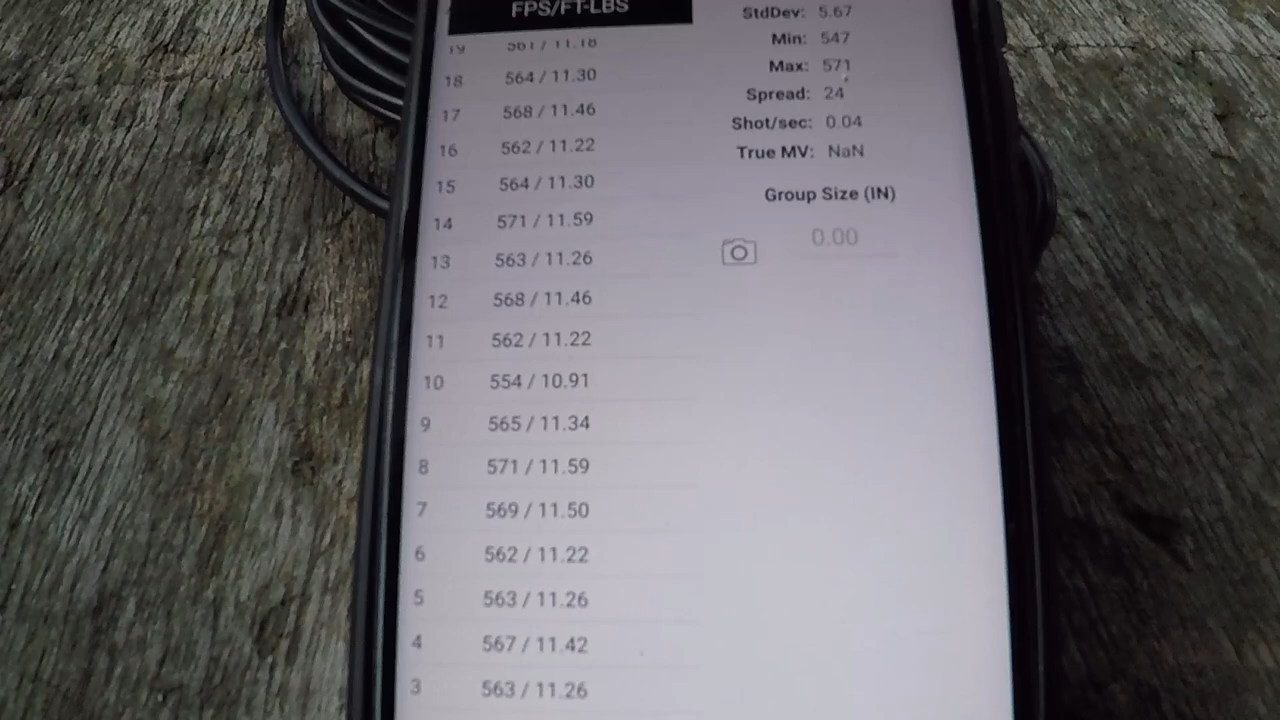 FPS/FT-LBS
19 561 / 11.18
18 564 / 11.30
17 568 / 11.46
16 562 / 11.22
15 564 / 11.30
14 571 / 11.59
13 563 / 11.26
12 568 / 11.46
11 562 / 11.22
10 554 / 10.91
9 565 / 11.34
8 571 / 11.59
7 569 / 11.50
6 562 / 11.22
5 563 / 11.26
4 567 / 11.42
3 563 / 11.26
StdDev: 5.67
Min: 547
Max: 571
Spread: 24
Shot/sec: 0.04
True MV: NaN
Group Size (IN)
0.00